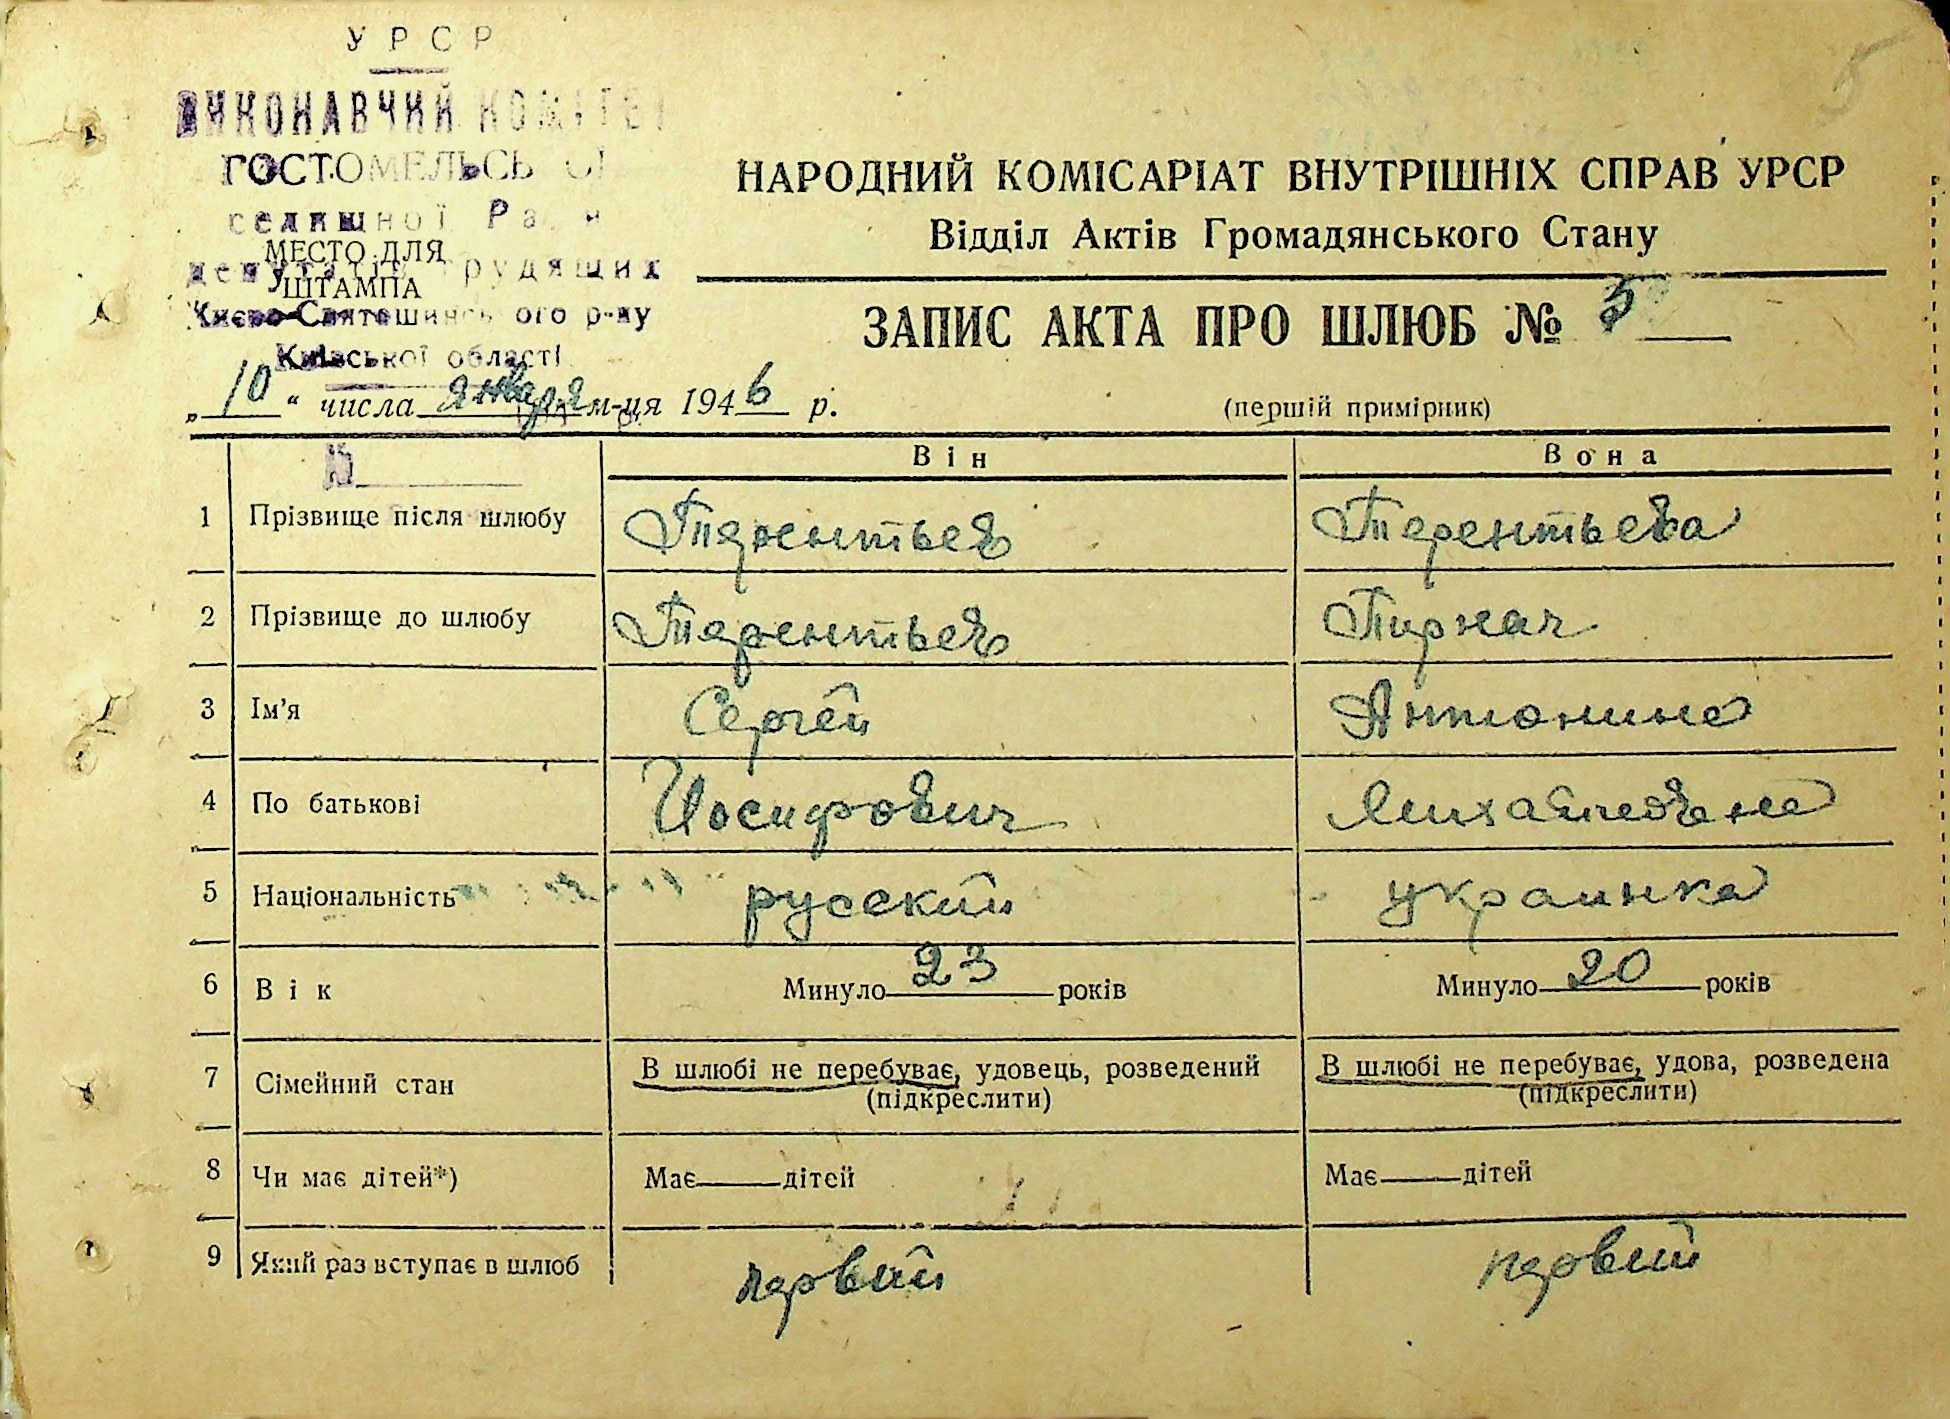 УРСР
ВИКОНАВЧИЙ КОМІТЕТ
ГОСТОМЕЛЬСЬКОЇ
селищної Ради
МЕСТО ДЛЯ
депутатів трудящих
ШТАМПА
Києво-Святошинського р-ну
Київської області
НАРОДНИЙ КОМІСАРІАТ ВНУТРІШНІХ СПРАВ УРСР
Відділ Актів Громадянського Стану
ЗАПИС АКТА ПРО ШЛЮБ № 5
„10“ числа января м-ця 1946 р.
(першій примірник)
Він Вона
1 Прізвище після шлюбу Терентьев Терентьева
2 Прізвище до шлюбу Терентьев Пирнач
3 Ім'я Сергей Антонина
4 По батькові Иосифович Михайловна
5 Національність русский украинка
6 Вік Минуло 23 років Минуло 20 років
7 Сімейний стан В шлюбі не перебуває, удовець, розведений В шлюбі не перебуває, удова, розведена
(підкреслити) (підкреслити)
8 Чи має дітей*) Має — дітей Має — дітей
9 Який раз вступає в шлюб первый первый